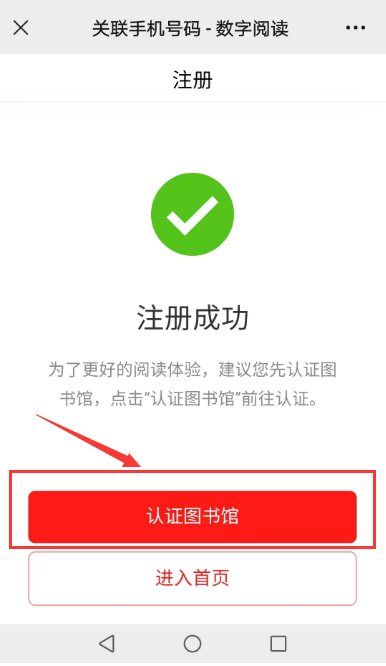 关联手机号码 - 数字阅读
注册
注册成功
为了更好的阅读体验，建议您先认证图
书馆，点击“认证图书馆”前往认证。
认证图书馆
进入首页